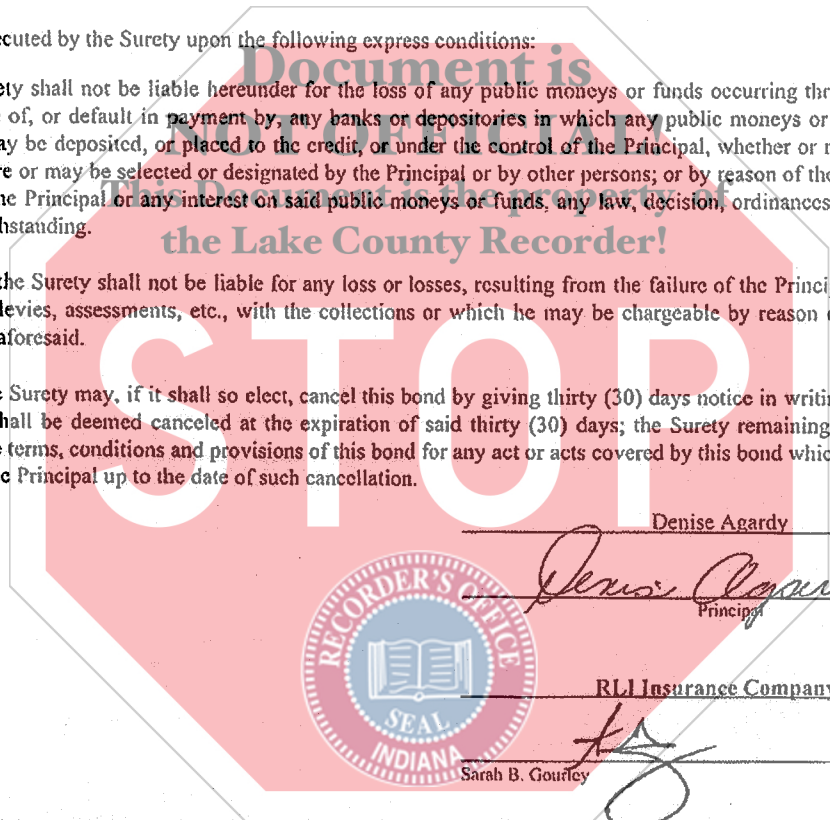 cuted by the Surety upon the following express conditions:
Document is
ety shall not be liable hereunder for the loss of any public moneys or funds occurring thr
of, or default in payment by, any banks or depositories in which any public moneys or
NOT OFFICIAL!
ay be deposited, or placed to the credit, or under the control of the Principal, whether or n
re or may be selected or designated by the Principal or by other persons; or by reason of the
This Document is the property of
he Principal or any interest on said public moneys or funds, any law, decision, ordinances
hstanding.
the Lake County Recorder!
the Surety shall not be liable for any loss or losses, resulting from the failure of the Princi
levies, assessments, etc., with the collections or which he may be chargeable by reason
aforesaid.
STOP
Surety may, if it shall so elect, cancel this bond by giving thirty (30) days notice in writi
hall be deemed canceled at the expiration of said thirty (30) days; the Surety remaining
terms, conditions and provisions of this bond for any act or acts covered by this bond whic
Principal up to the date of such cancellation.
Denise Agardy
Denise Agar
Principal
RECORDER'S OFFICE
SEAL
INDIANA
RLI Insurance Company
Sarah B. Gourley